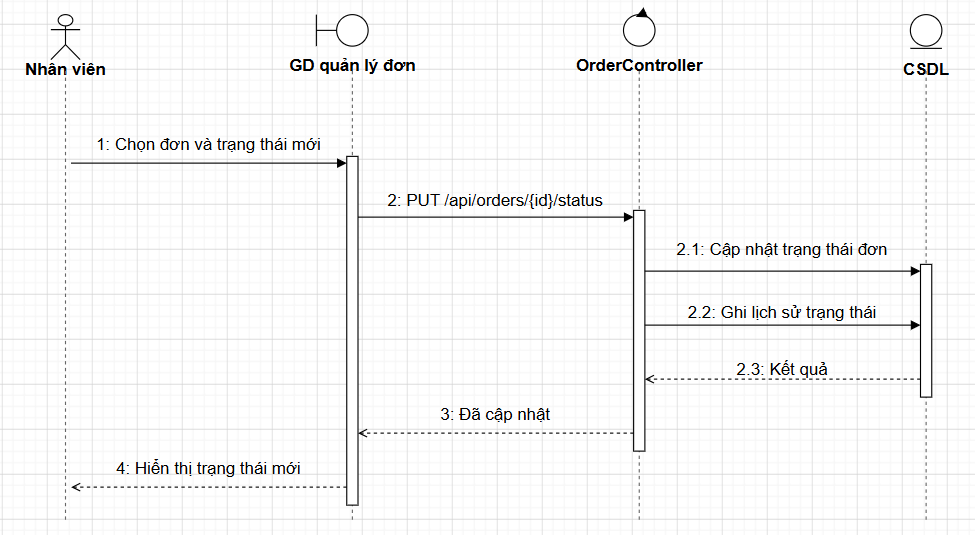 Nhân viên
GD quản lý đơn
OrderController
CSDL
1: Chọn đơn và trạng thái mới
2: PUT /api/orders/{id}/status
2.1: Cập nhật trạng thái đơn
2.2: Ghi lịch sử trạng thái
2.3: Kết quả
3: Đã cập nhật
4: Hiển thị trạng thái mới